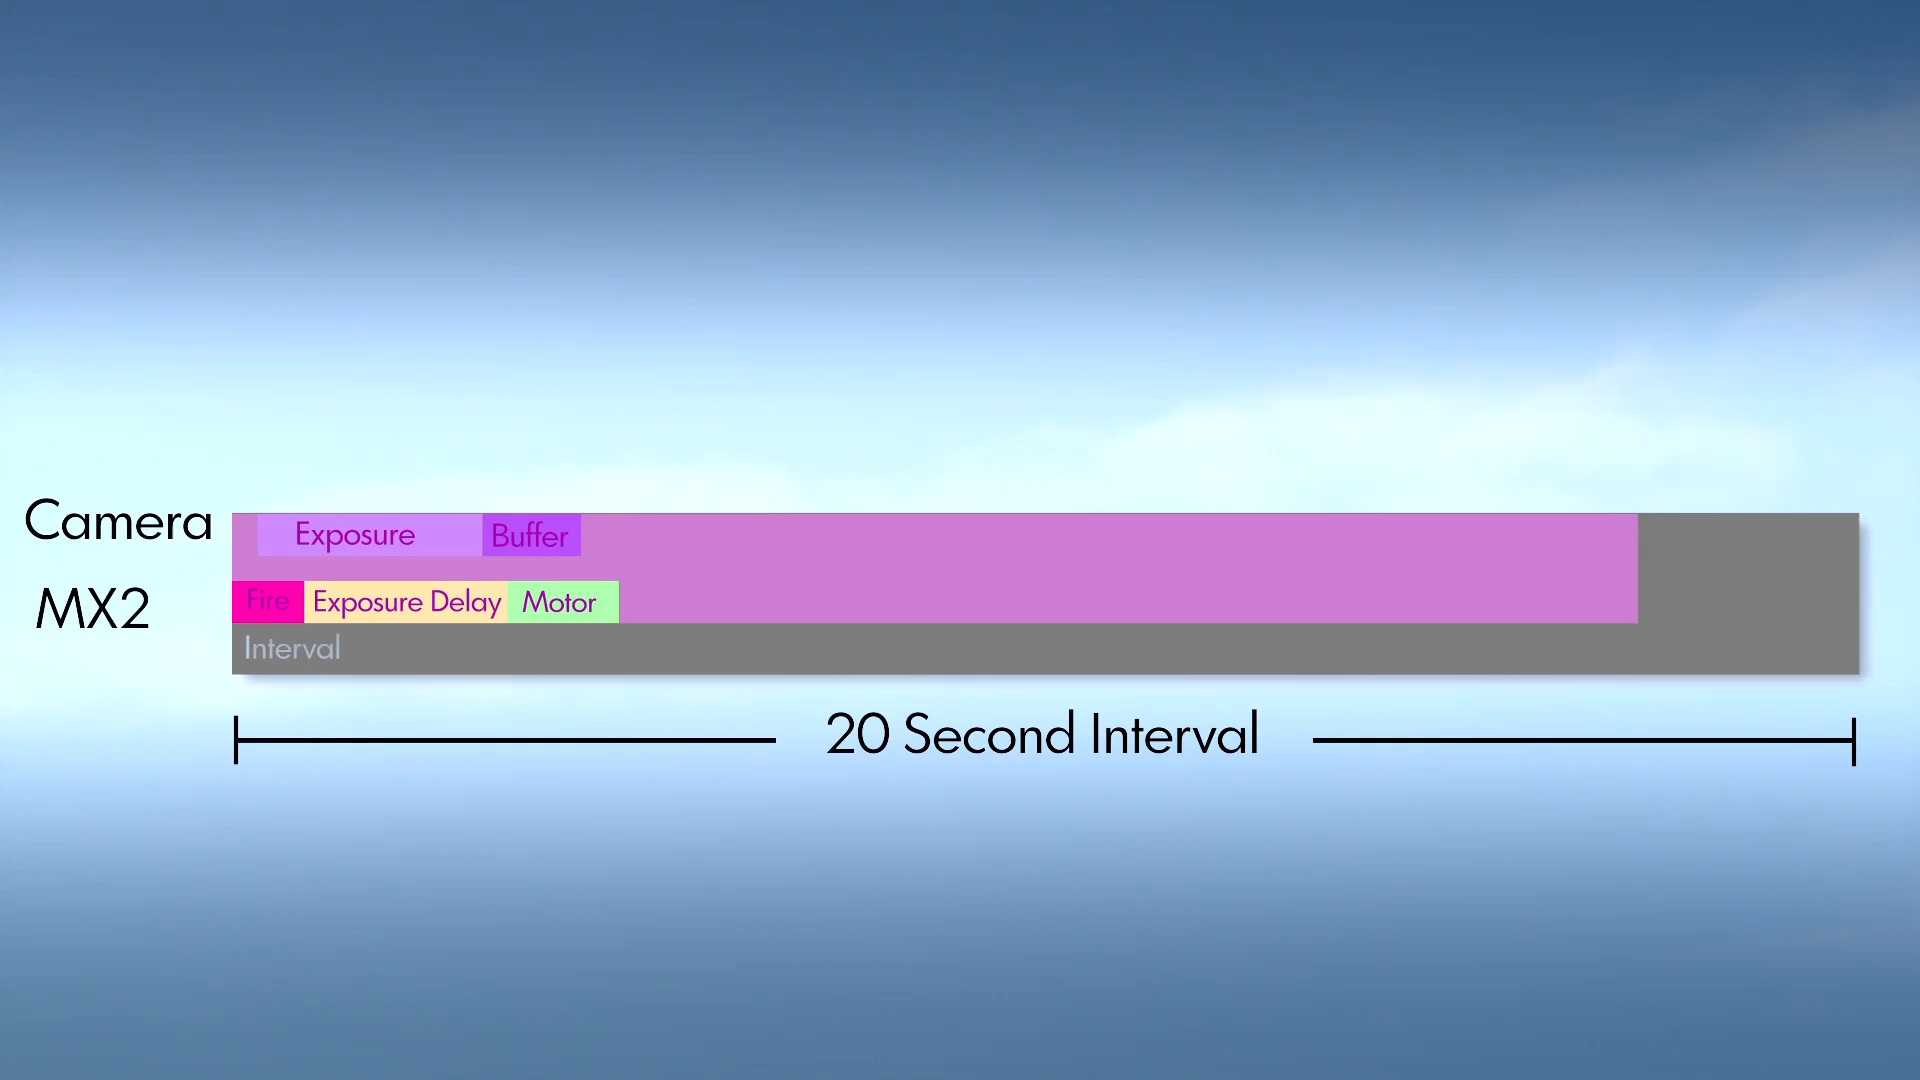 Camera
Exposure
Buffer
MX2
Fire
Exposure Delay
Motor
Interval
20 Second Interval